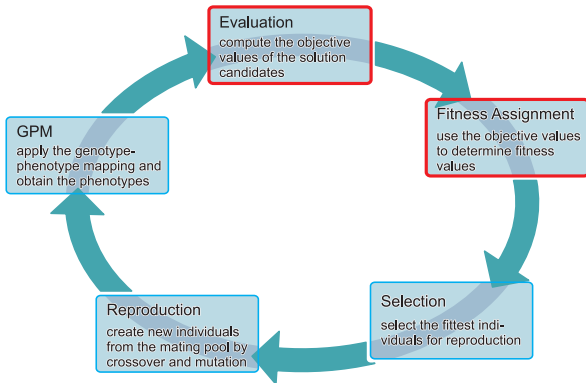 Evaluation
compute the objective
values of the solution
candidates
Fitness Assignment
use the objective values
to determine fitness
values
Selection
select the fittest indi-
viduals for reproduction
Reproduction
create new individuals
from the mating pool by
crossover and mutation
GPM
apply the genotype-
phenotype mapping and
obtain the phenotypes